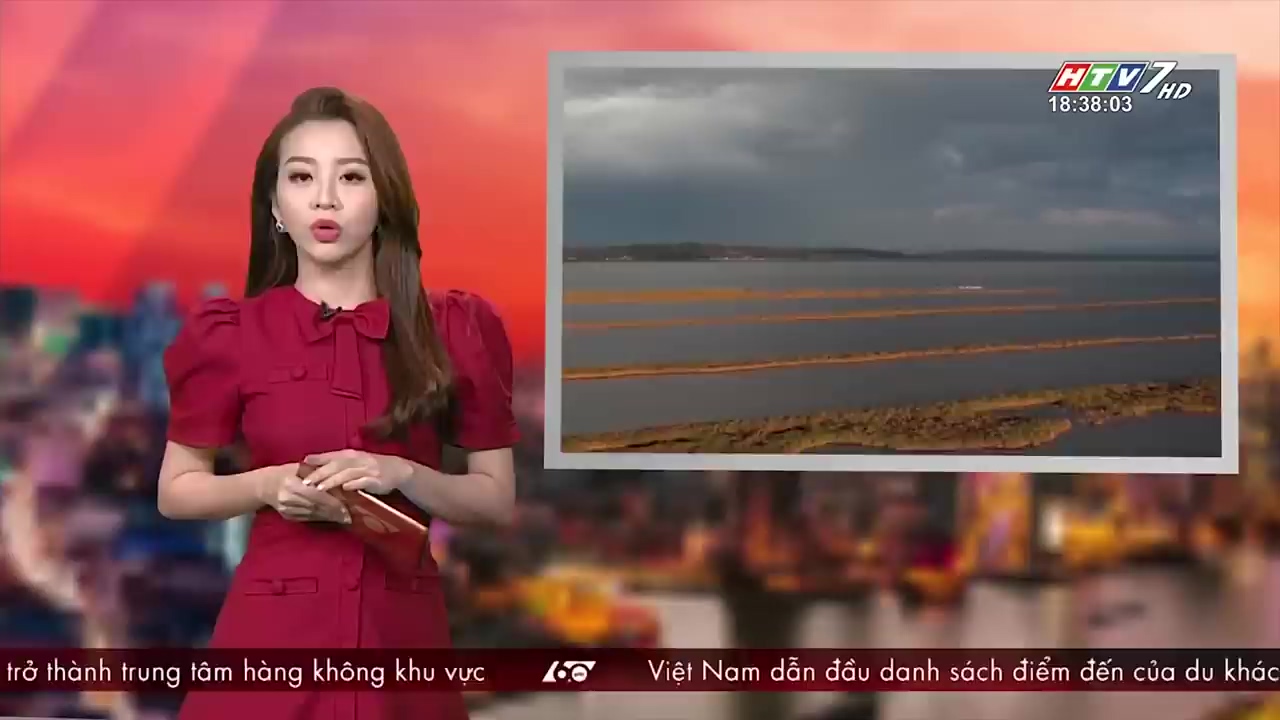 HTV7 HD
18:38:03
trở thành trung tâm hàng không khu vực
60
Việt Nam dẫn đầu danh sách điểm đến của du khác